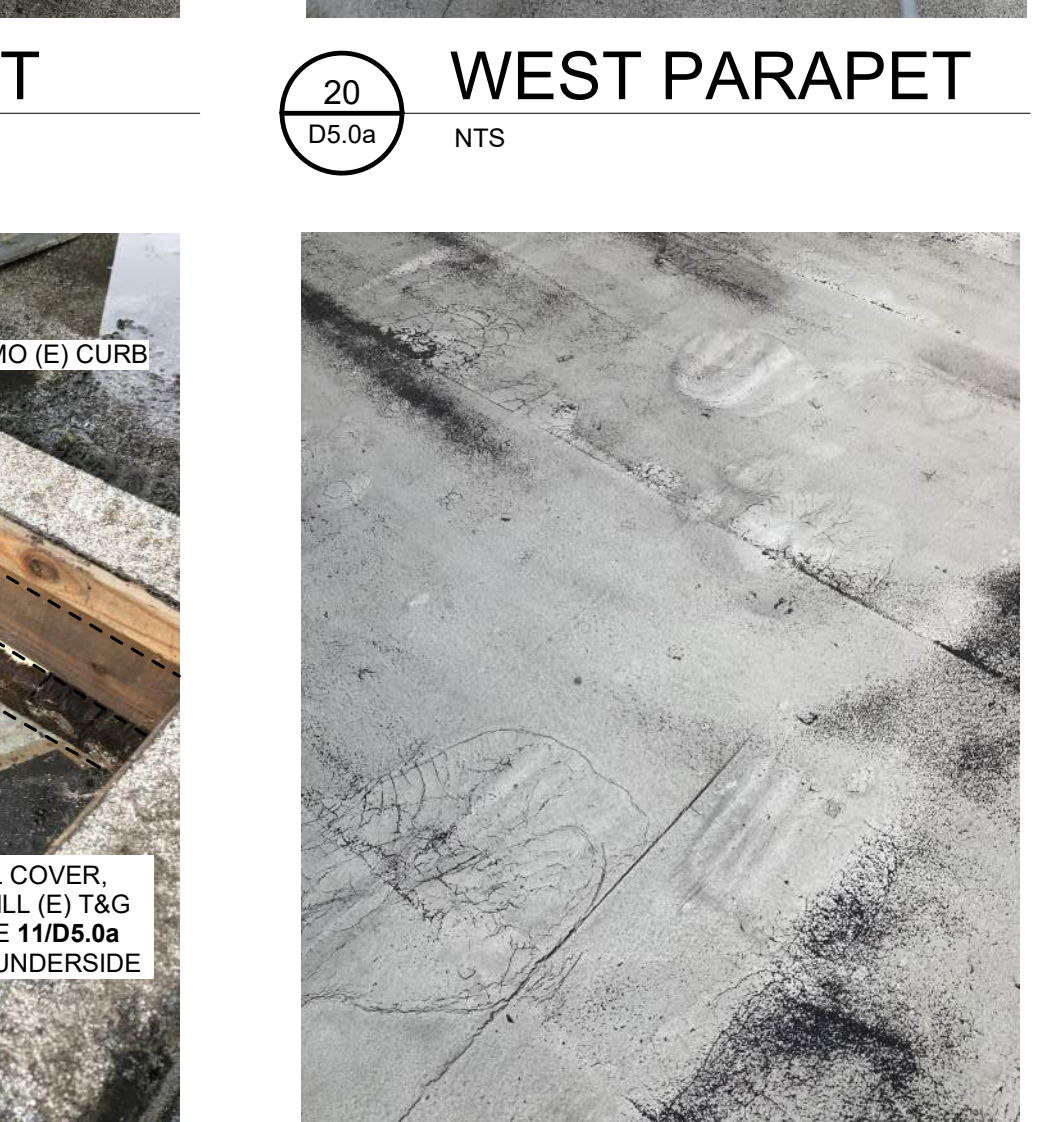 T
20
D5.0a
WEST PARAPET
NTS
MO (E) CURB
COVER,
LL (E) T&G
E 11/D5.0a
UNDERSIDE